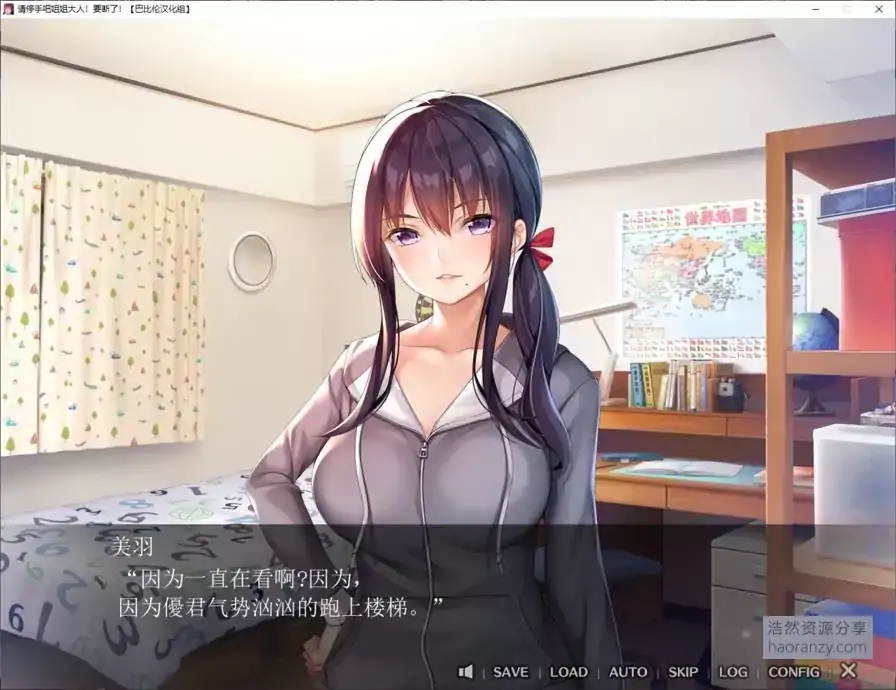 请停手吧姐姐大人！要断了！【巴比伦汉化组】
世界地図
美羽
“因为一直在看啊?因为，
因为優君气势汹汹的跑上楼梯。”
SAVE LOAD AUTO SKIP LOG CONFIG
浩然资源分享
haoranzy.com